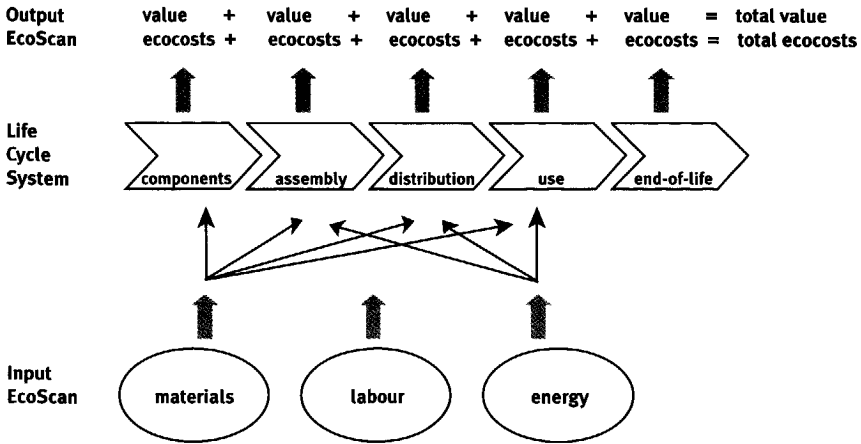 Output value + value + value + value + value = total value
EcoScan ecocosts + ecocosts + ecocosts + ecocosts + ecocosts = total ecocosts
Life
Cycle
System components assembly distribution use end-of-life
Input
EcoScan materials labour energy